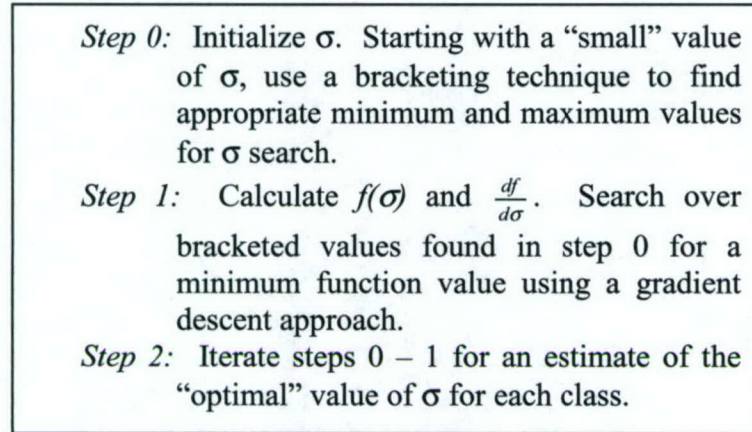 Step 0: Initialize σ. Starting with a “small” value
of σ, use a bracketing technique to find
appropriate minimum and maximum values
for σ search.
Step 1: Calculate f(σ) and df/dσ. Search over
bracketed values found in step 0 for a
minimum function value using a gradient
descent approach.
Step 2: Iterate steps 0 – 1 for an estimate of the
“optimal” value of σ for each class.